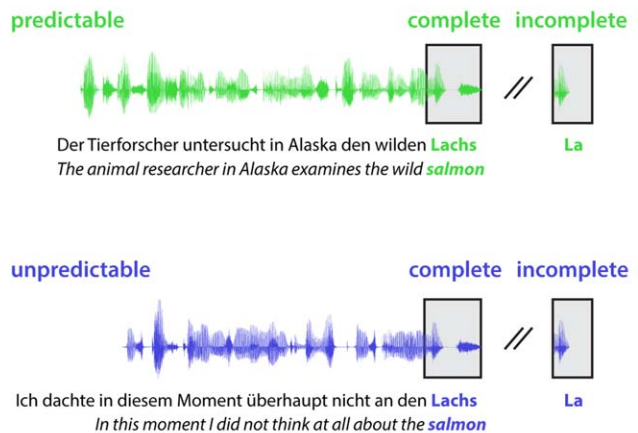 predictable complete incomplete
Der Tierforscher untersucht in Alaska den wilden Lachs La
The animal researcher in Alaska examines the wild salmon
unpredictable complete incomplete
Ich dachte in diesem Moment überhaupt nicht an den Lachs La
In this moment I did not think at all about the salmon